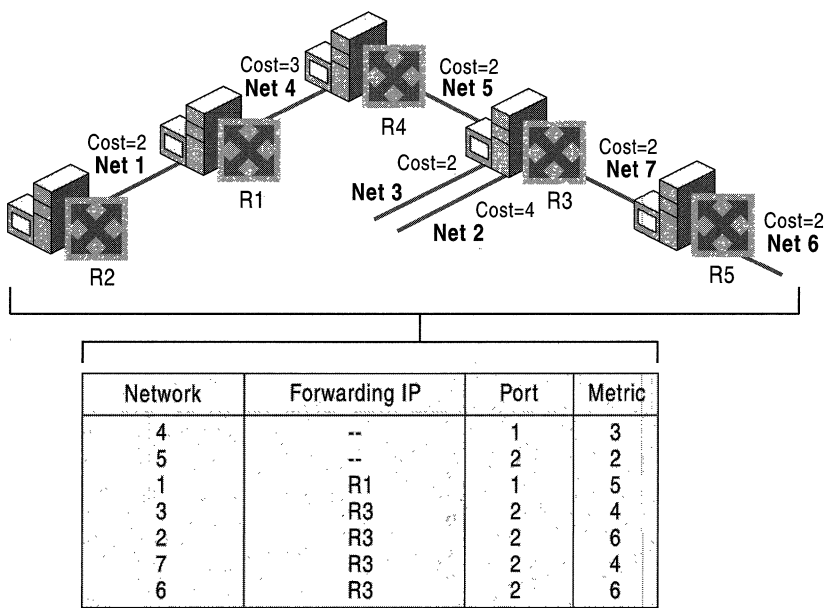 Cost=3
Net 4
Cost=2
Net 5
R4
Cost=2
Net 1
R1
Cost=2
Net 3
Cost=4
Net 2
R3
Cost=2
Net 7
R2
R5
Cost=2
Net 6
Network Forwarding IP Port Metric
4 -- 1 3
5 -- 2 2
1 R1 1 5
3 R3 2 4
2 R3 2 6
7 R3 2 4
6 R3 2 6